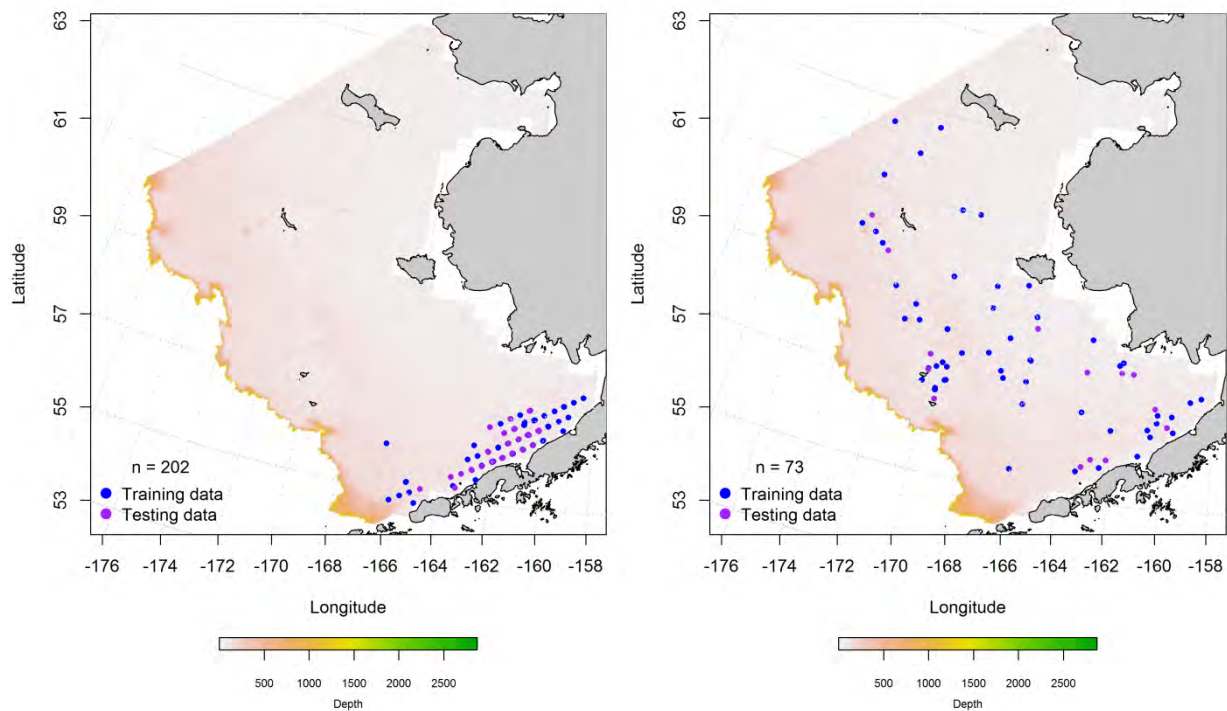 63
61
59
57
55
53
Latitude
n = 202
Training data
Testing data
-176 -174 -172 -170 -168 -166 -164 -162 -160 -158
Longitude
500 1000 1500 2000 2500
Depth
63
61
59
57
55
53
Latitude
n = 73
Training data
Testing data
-176 -174 -172 -170 -168 -166 -164 -162 -160 -158
Longitude
500 1000 1500 2000 2500
Depth